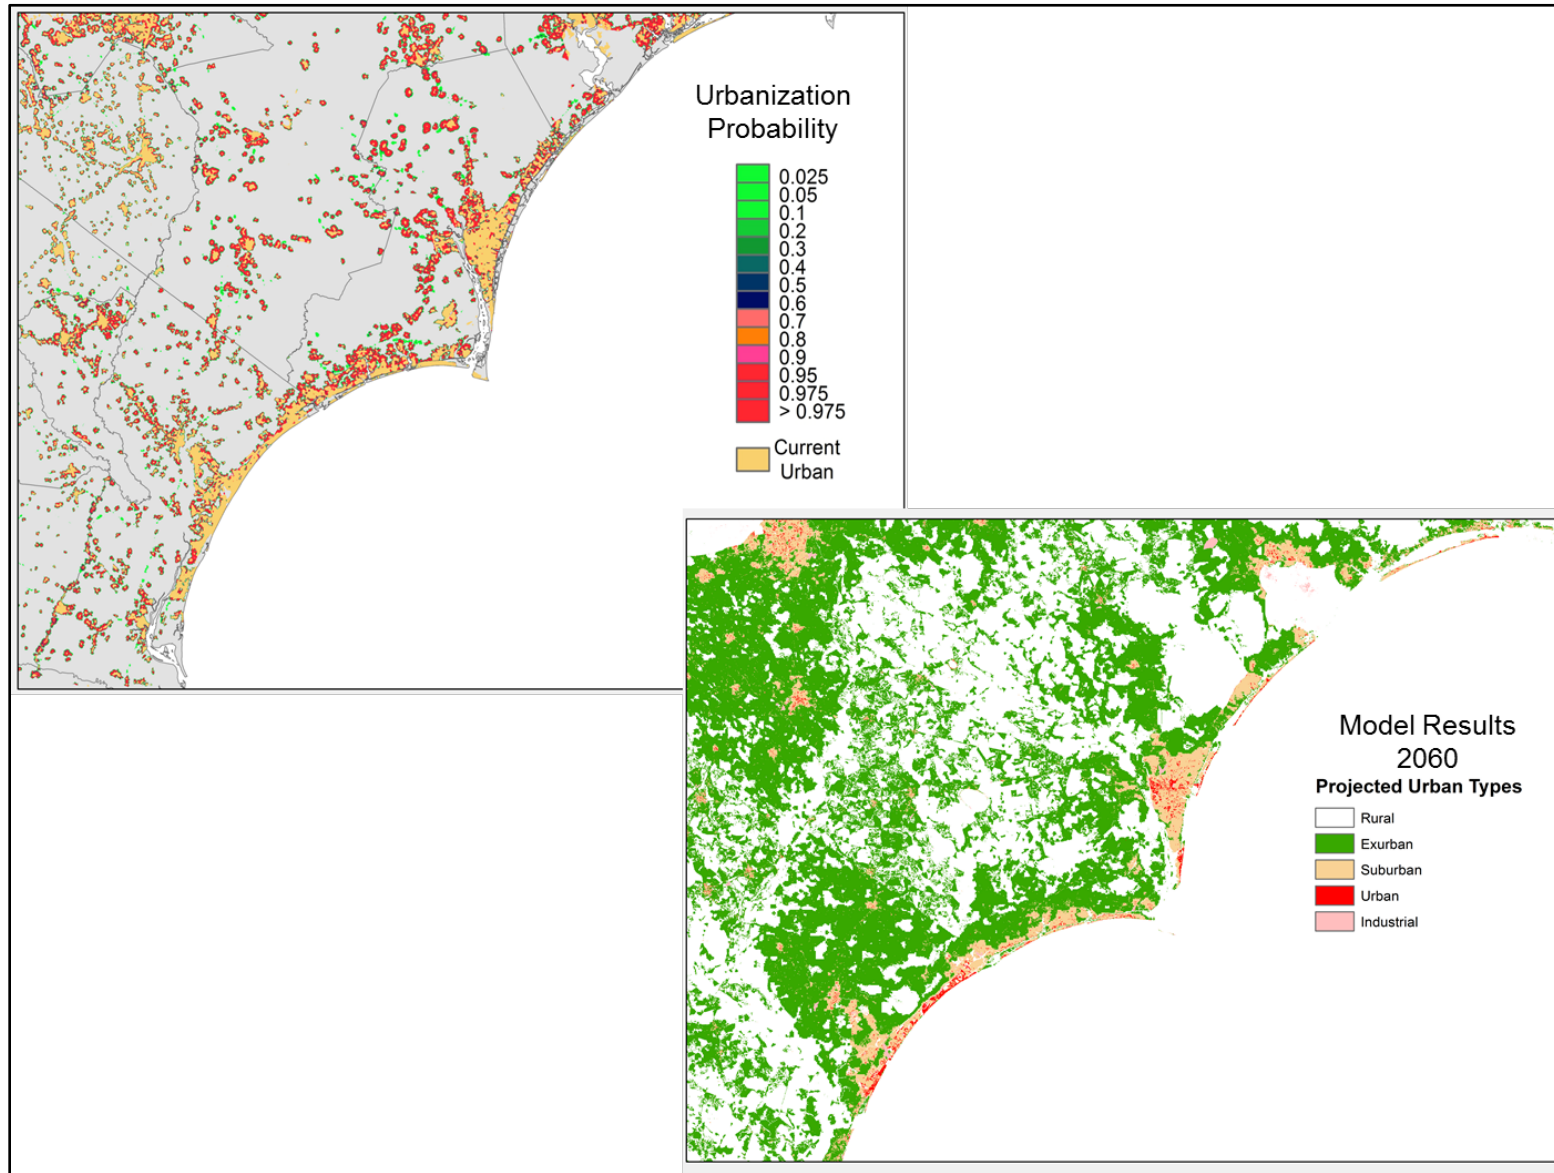 Urbanization
Probability
0.025
0.05
0.1
0.2
0.3
0.4
0.5
0.6
0.7
0.8
0.9
0.95
0.975
> 0.975
Current
Urban
Model Results
2060
Projected Urban Types
Rural
Exurban
Suburban
Urban
Industrial